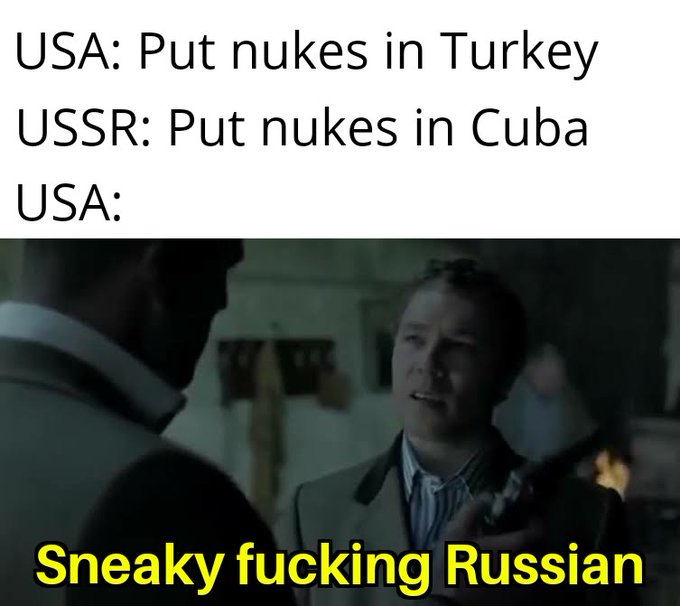 USA: Put nukes in Turkey
USSR: Put nukes in Cuba
USA:
Sneaky fucking Russian